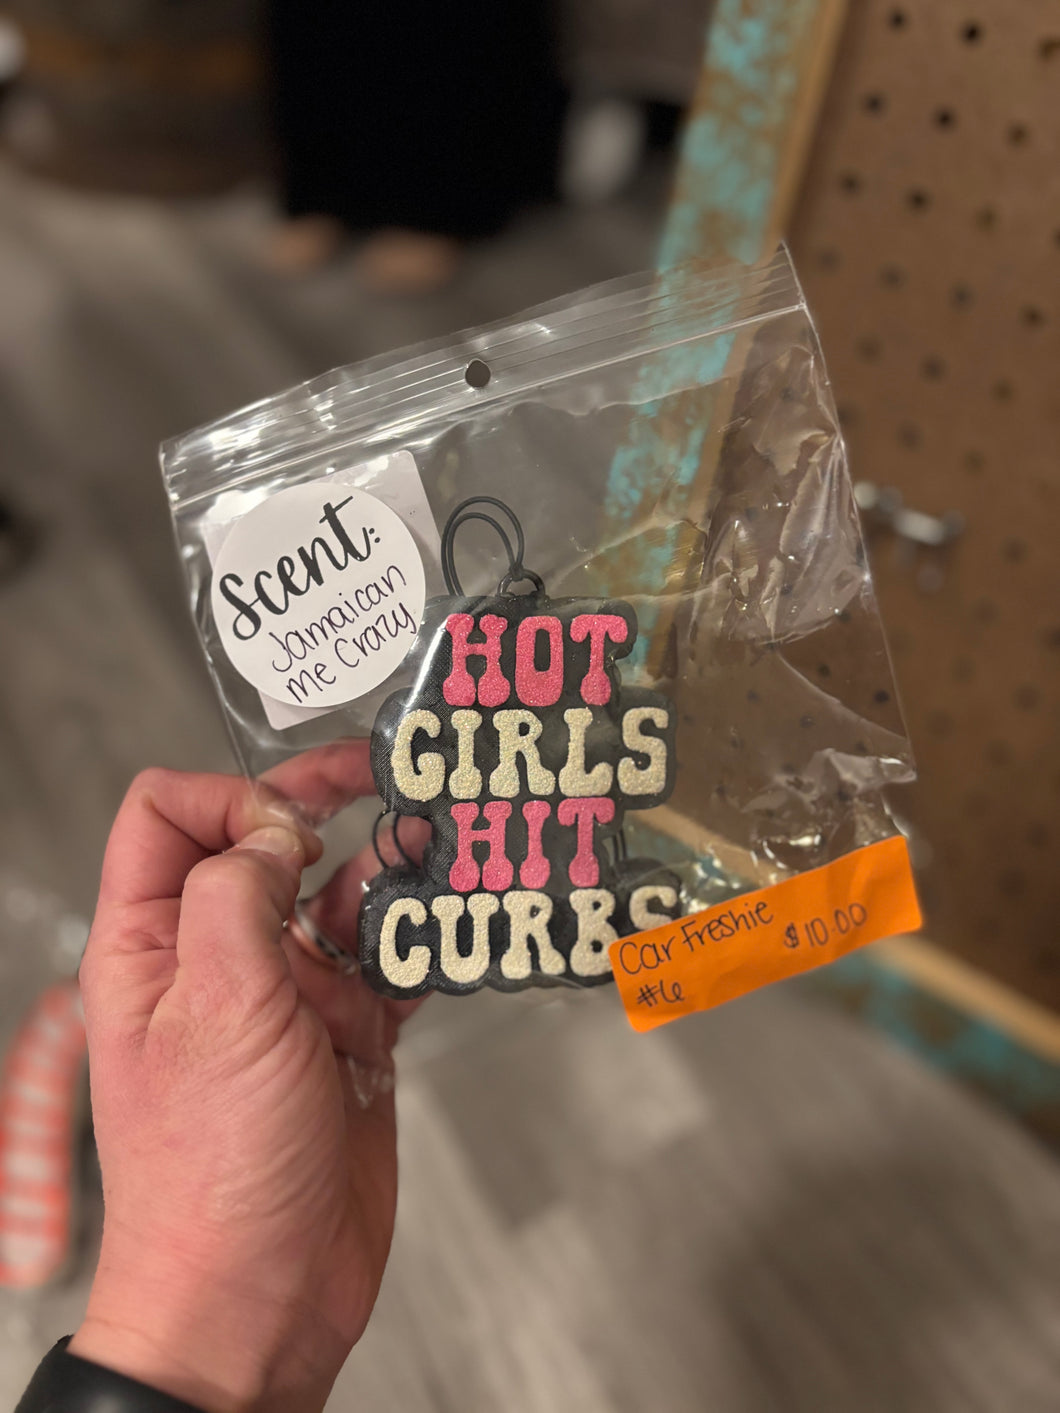 Scent:
Jamaican
me Crazy
HOT
GIRLS
HIT
CURBS
Car Freshie $10.00
#6